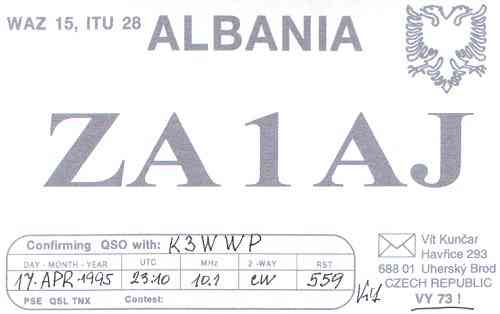 WAZ 15, ITU 28
ALBANIA
ZA1AJ
Confirming QSO with: K3WWP
DAY - MONTH - YEAR UTC MHz 2 -WAY RST
17. APR 1995 23:10 10.1 CW 559
PSE QSL TNX Contest:
Vít Kunčar
Havřice 293
688 01 Uherský Brod
CZECH REPUBLIC
VY 73 !
Vít